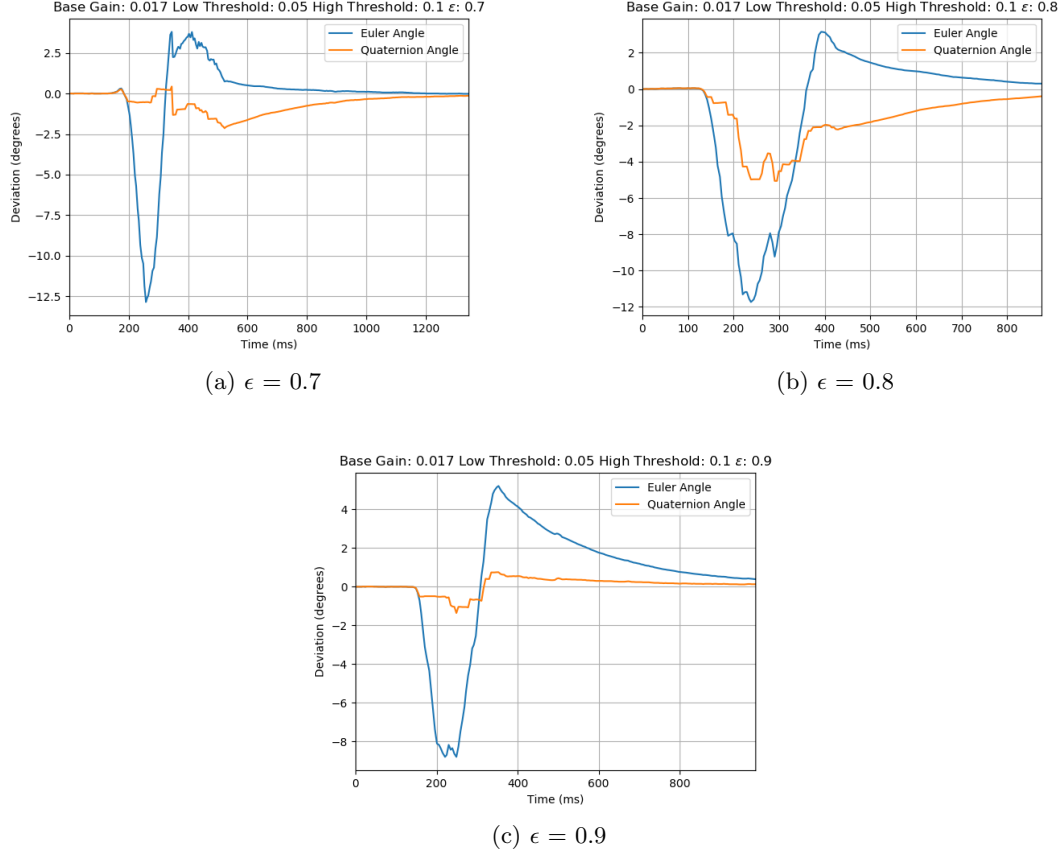 Base Gain: 0.017 Low Threshold: 0.05 High Threshold: 0.1 ε: 0.7
Euler Angle
Quaternion Angle
Deviation (degrees)
2.5
0.0
−2.5
−5.0
−7.5
−10.0
−12.5
0 200 400 600 800 1000 1200
Time (ms)
(a) ϵ = 0.7
Base Gain: 0.017 Low Threshold: 0.05 High Threshold: 0.1 ε: 0.8
Euler Angle
Quaternion Angle
Deviation (degrees)
2
0
−2
−4
−6
−8
−10
−12
0 100 200 300 400 500 600 700 800
Time (ms)
(b) ϵ = 0.8
Base Gain: 0.017 Low Threshold: 0.05 High Threshold: 0.1 ε: 0.9
Euler Angle
Quaternion Angle
Deviation (degrees)
4
2
0
−2
−4
−6
−8
0 200 400 600 800
Time (ms)
(c) ϵ = 0.9